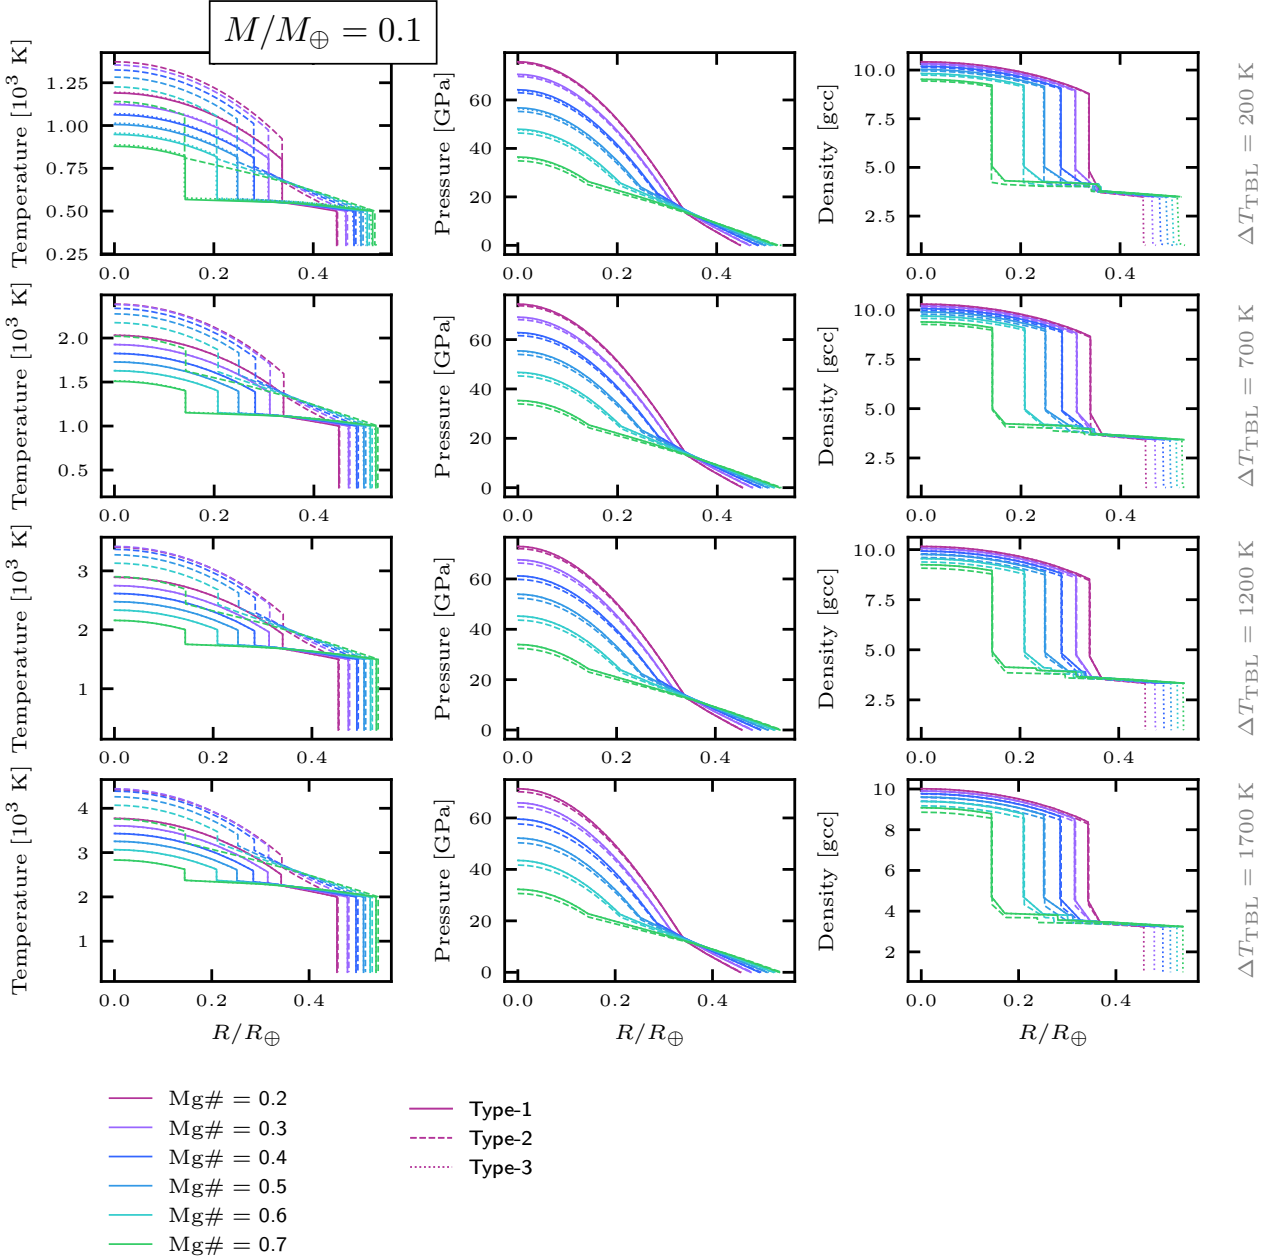 M/M⊕ = 0.1
Temperature [10³ K]
1.25
1.00
0.75
0.50
0.25
0.0 0.2 0.4
Pressure [GPa]
60
40
20
0
0.0 0.2 0.4
Density [gcc]
10.0
7.5
5.0
2.5
0.0 0.2 0.4
ΔT_TBL = 200 K
Temperature [10³ K]
2.0
1.5
1.0
0.5
0.0 0.2 0.4
Pressure [GPa]
60
40
20
0
0.0 0.2 0.4
Density [gcc]
10.0
7.5
5.0
2.5
0.0 0.2 0.4
ΔT_TBL = 700 K
Temperature [10³ K]
3
2
1
0.0 0.2 0.4
Pressure [GPa]
60
40
20
0
0.0 0.2 0.4
Density [gcc]
10.0
7.5
5.0
2.5
0.0 0.2 0.4
ΔT_TBL = 1200 K
Temperature [10³ K]
4
3
2
1
0.0 0.2 0.4
R/R⊕
Pressure [GPa]
60
40
20
0
0.0 0.2 0.4
R/R⊕
Density [gcc]
10
8
6
4
2
0.0 0.2 0.4
R/R⊕
ΔT_TBL = 1700 K
Mg# = 0.2
Mg# = 0.3
Mg# = 0.4
Mg# = 0.5
Mg# = 0.6
Mg# = 0.7
Type-1
Type-2
Type-3